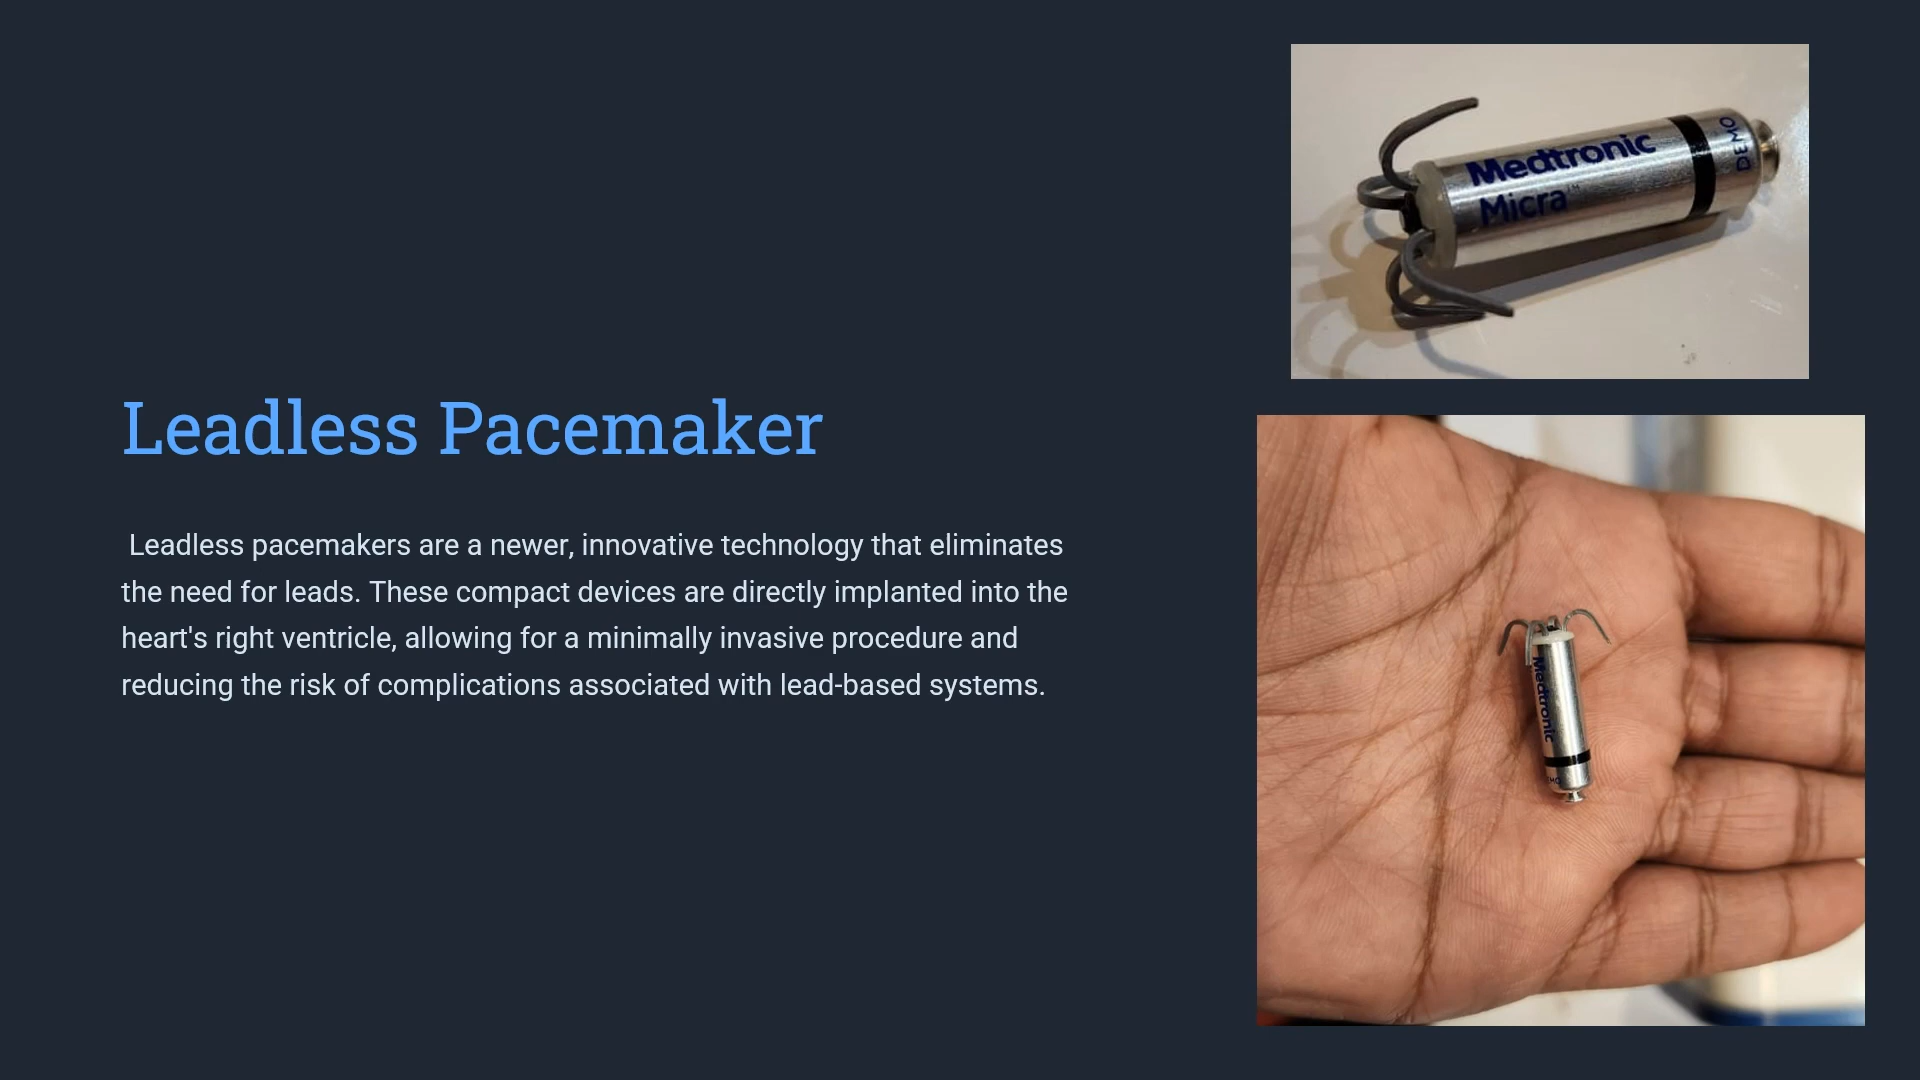 Medtronic
Micra™
DEMO
Leadless Pacemaker
Leadless pacemakers are a newer, innovative technology that eliminates
the need for leads. These compact devices are directly implanted into the
heart's right ventricle, allowing for a minimally invasive procedure and
reducing the risk of complications associated with lead-based systems.
Medtronic